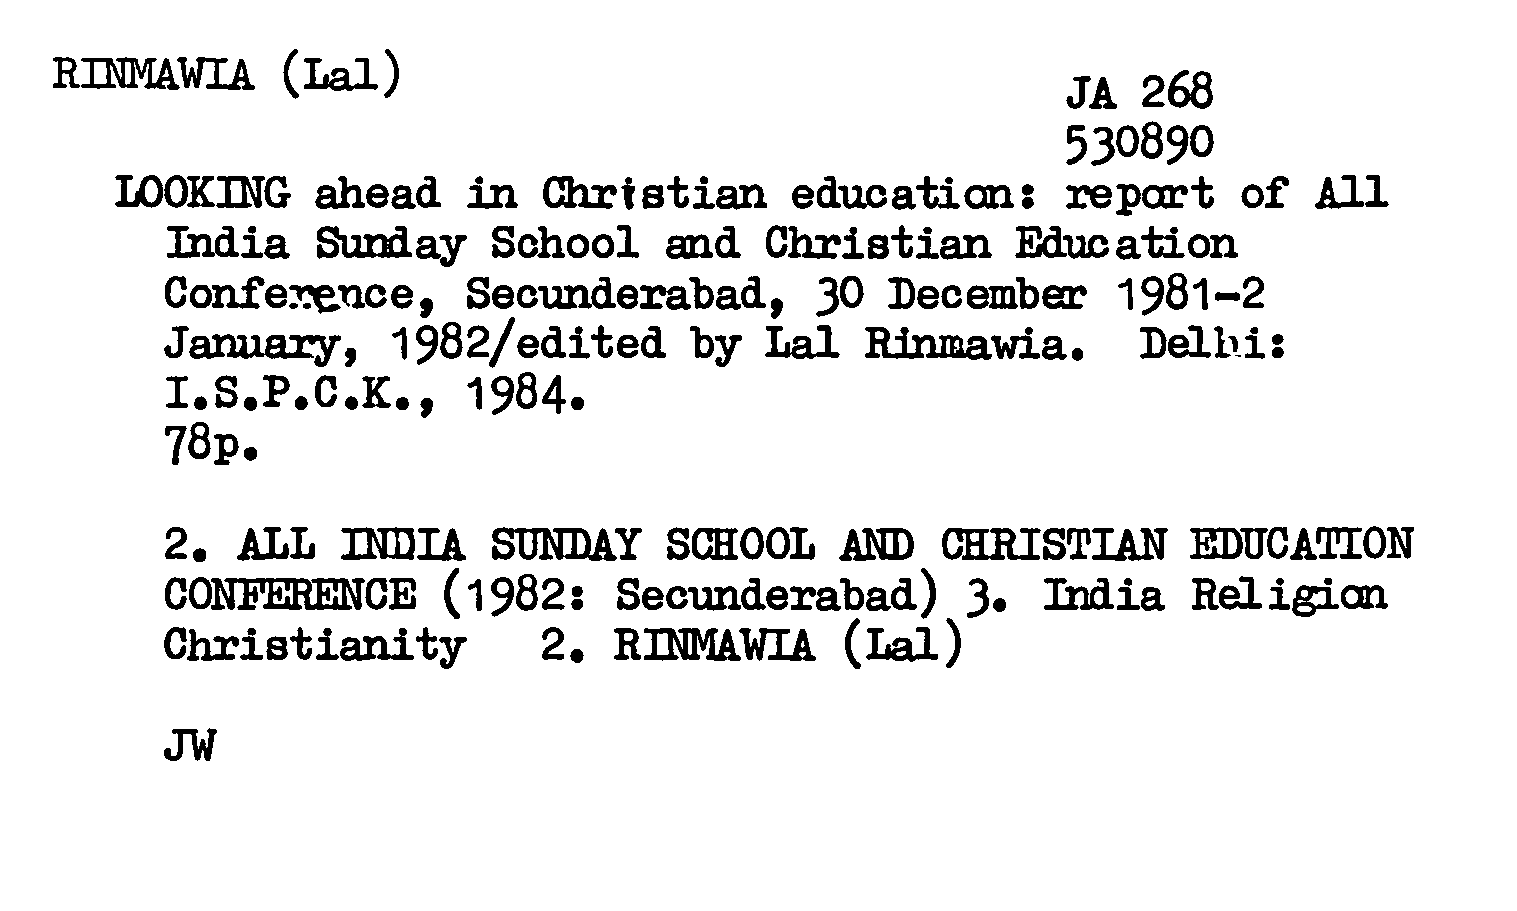 RINMAWIA (Lal)
JA 268
530890
LOOKING ahead in Christian education: report of All
India Sunday School and Christian Education
Conference, Secunderabad, 30 December 1981-2
January, 1982/edited by Lal Rinmawia. Delhi:
I.S.P.C.K., 1984.
78p.
2. ALL INDIA SUNDAY SCHOOL AND CHRISTIAN EDUCATION
CONFERENCE (1982: Secunderabad) 3. India Religion
Christianity 2. RINMAWIA (Lal)
JW